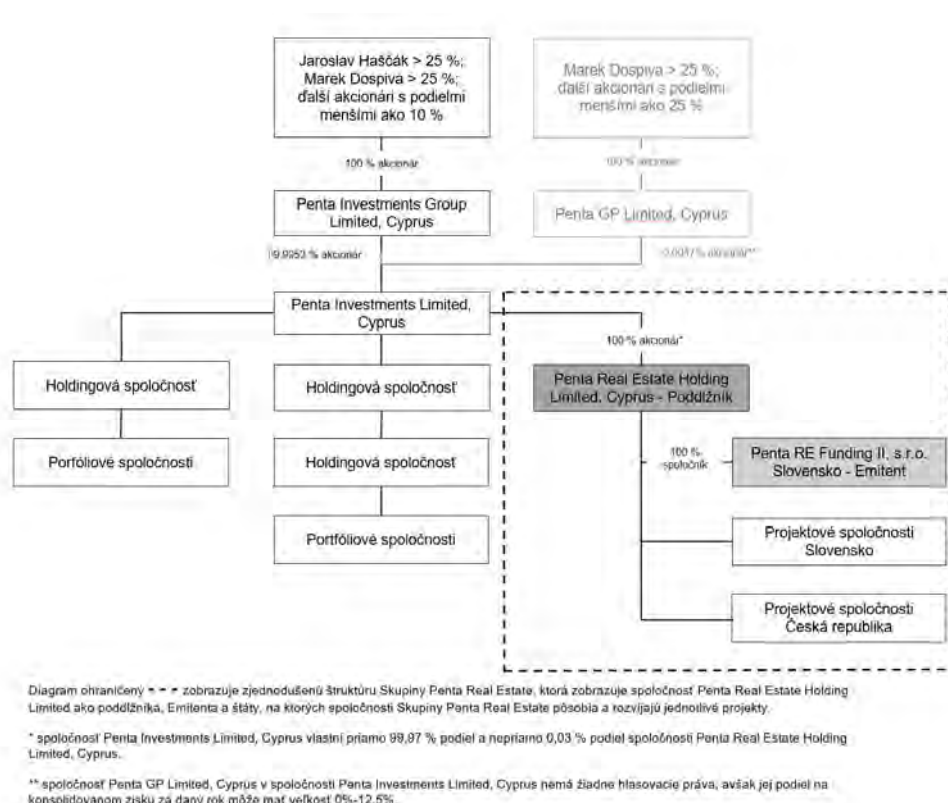 Jaroslav Haščák > 25 %;
Marek Dospiva > 25 %;
ďalší akcionári s podielmi
menšími ako 10 %
Marek Dospiva > 25 %;
ďalší akcionári s podielmi
menšími ako 25 %
100 % akcionár
100 % akcionár
Penta Investments Group
Limited, Cyprus
Penta GP Limited, Cyprus
% akcionár
% akcionár**
Penta Investments Limited,
Cyprus
100 % akcionár*
Holdingová spoločnosť
Holdingová spoločnosť
Penta Real Estate Holding
Limited, Cyprus - Poddlžník
Porfóliové spoločnosti
Holdingová spoločnosť
100 %
spoločník
Penta RE Funding II, s.r.o.
Slovensko - Emitent
Portfóliové spoločnosti
Projektové spoločnosti
Slovensko
Projektové spoločnosti
Česká republika
Diagram ohraničený - - - zobrazuje zjednodušenú štruktúru Skupiny Penta Real Estate, ktorá zobrazuje spoločnosť Penta Real Estate Holding
Limited ako poddlžníka, Emitenta a štáty, na ktorých spoločnosti Skupiny Penta Real Estate pôsobia a rozvíjajú jednotlivé projekty.
* spoločnosť Penta Investments Limited, Cyprus vlastní priamo 99,97 % podiel a nepriamo 0,03 % podiel spoločnosti Penta Real Estate Holding
Limited, Cyprus.
** spoločnosť Penta GP Limited, Cyprus v spoločnosti Penta Investments Limited, Cyprus nemá žiadne hlasovacie práva, avšak jej podiel na
konsolidovanom zisku za daný rok môže mať veľkosť 0%-12,5%